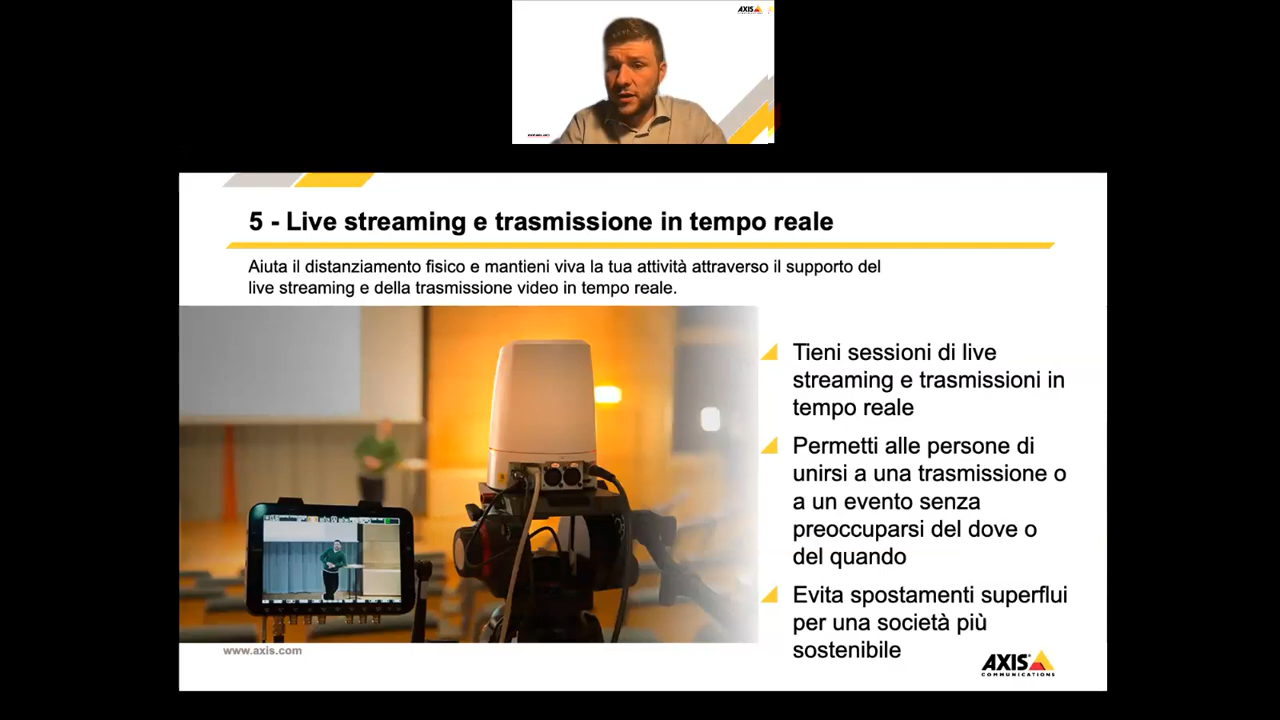 AXIS
5 - Live streaming e trasmissione in tempo reale
Aiuta il distanziamento fisico e mantieni viva la tua attività attraverso il supporto del
live streaming e della trasmissione video in tempo reale.
Tieni sessioni di live
streaming e trasmissioni in
tempo reale
Permetti alle persone di
unirsi a una trasmissione o
a un evento senza
preoccuparsi del dove o
del quando
Evita spostamenti superflui
per una società più
sostenibile
www.axis.com
AXIS
COMMUNICATIONS